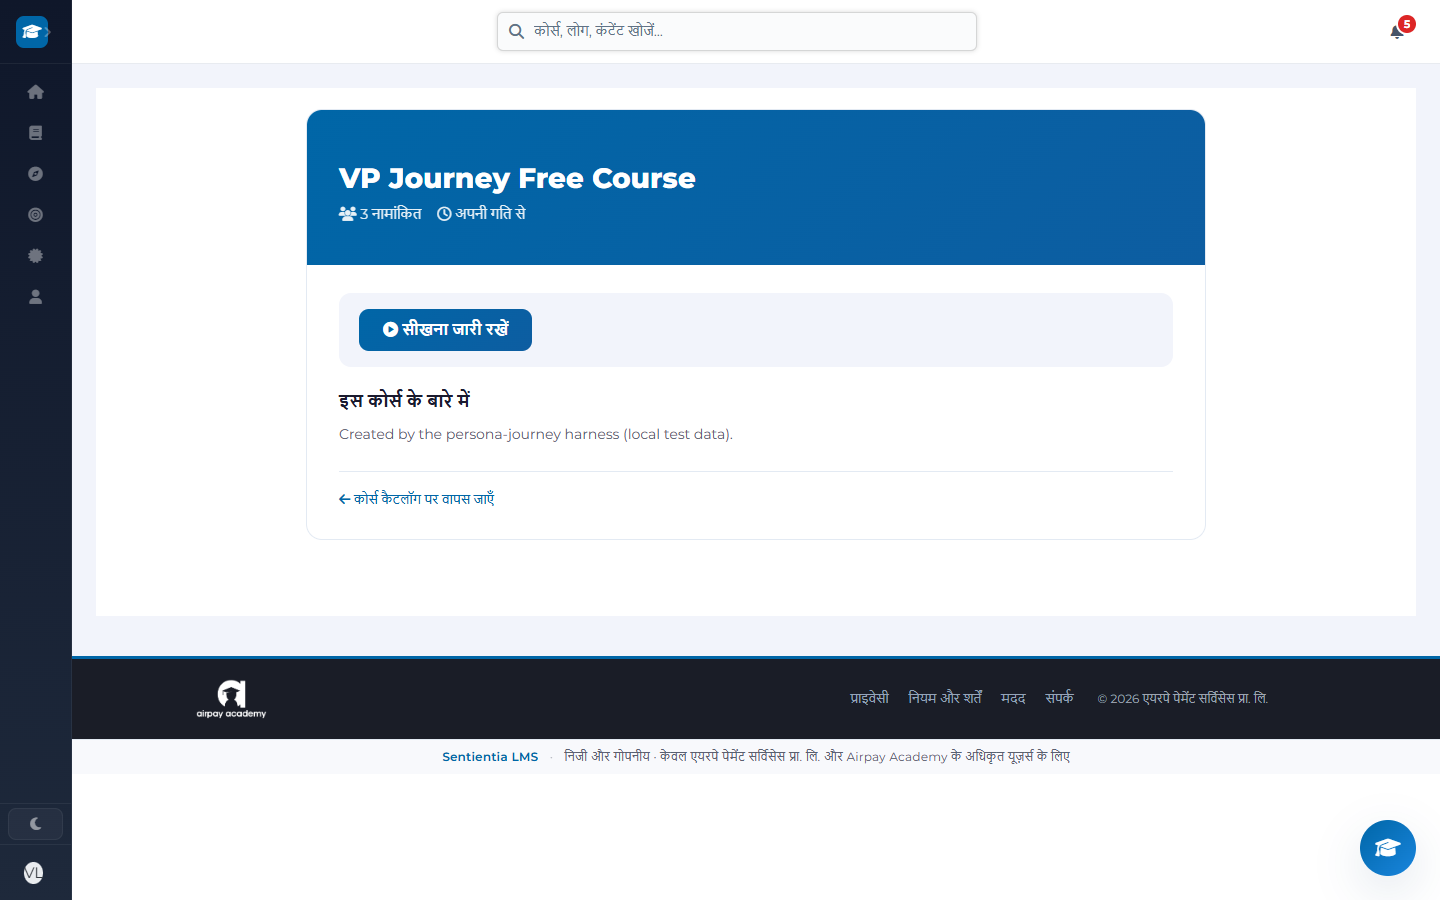 कोर्स, लोग, कंटेंट खोजें...
5
VP Journey Free Course
3 नामांकित अपनी गति से
सीखना जारी रखें
इस कोर्स के बारे में
Created by the persona-journey harness (local test data).
कोर्स कैटलॉग पर वापस जाएँ
airpay academy
प्राइवेसी नियम और शर्तें मदद संपर्क © 2026 एयरपे पेमेंट सर्विसेस प्रा. लि.
Sentientia LMS · निजी और गोपनीय · केवल एयरपे पेमेंट सर्विसेस प्रा. लि. और Airpay Academy के अधिकृत यूज़र्स के लिए
VL